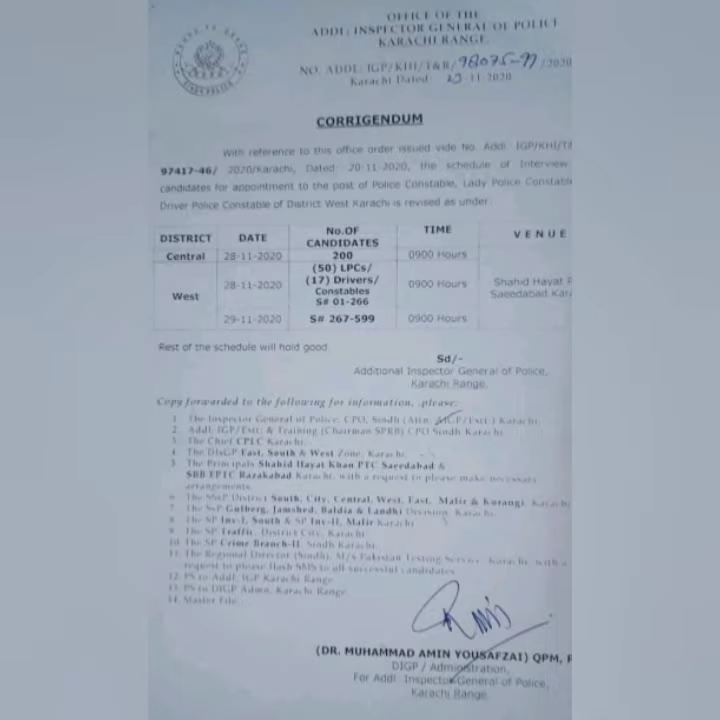 OFFICE OF THE
ADDL: INSPECTOR GENERAL OF POLICE
KARACHI RANGE.
NO. ADDL: IGP/KHI/T&R/98075-99/2020
Karachi Dated 23-11-2020
CORRIGENDUM
With reference to this office order issued vide No. Addl. IGP/KHI/T
97417-46/ 2020/Karachi, Dated: 20-11-2020, the schedule of Interview
candidates for appointment to the post of Police Constable, Lady Police Constable
Driver Police Constable of District West Karachi is revised as under.
DISTRICT DATE No.OF CANDIDATES TIME VENUE
Central 28-11-2020 200 0900 Hours
West 28-11-2020 (50) LPCs/ (17) Drivers/ Constables S# 01-266 0900 Hours Shahid Hayat Saeedabad
29-11-2020 S# 267-599 0900 Hours
Rest of the schedule will hold good.
Sd/-
Additional Inspector General of Police,
Karachi Range.
Copy forwarded to the following for information, please:
1. The Inspector General of Police, CPO, Sindh (Attn: AIGP/Estt:) Karachi.
2. Addl: IGP/Estt: & Training (Chairman SPRB) CPO Sindh Karachi.
3. The Chief CPLC Karachi.
4. The DIsGP East, South & West Zone, Karachi.
5. The Principals Shahid Hayat Khan PTC Saeedabad &
SBB EPTC Razakabad Karachi, with a request to please make necessary
arrangements.
6. The SSsP District South, City, Central, West, East, Malir & Korangi, Karachi
7. The SsP Gulberg, Jamshed, Baldia & Landhi Division, Karachi.
8. The SP Inv-I, South & SP Inv-II, Malir Karachi
9. The SP Traffic, District City, Karachi.
10. The SP Crime Branch-II, Sindh Karachi.
11. The Regional Director (Sindh), M/s Pakistan Testing Service, Karachi, with a
request to please flash SMS to all successful candidates.
12. PS to Addl: IGP Karachi Range
13. PS to DIGP Admn, Karachi Range.
14. Master File.
(DR. MUHAMMAD AMIN YOUSAFZAI) QPM, P
DIGP / Administration,
For Addl: Inspector General of Police,
Karachi Range.